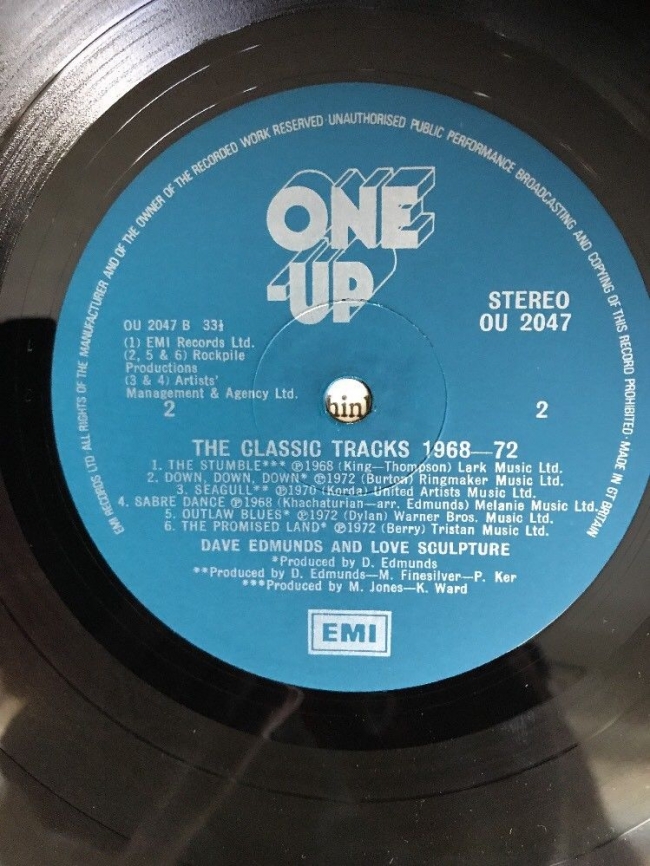 EMI RECORDS LTD · ALL RIGHTS OF THE MANUFACTURER AND OF THE OWNER OF THE RECORDED WORK RESERVED · UNAUTHORISED PUBLIC PERFORMANCE BROADCASTING AND COPYING OF THIS RECORD PROHIBITED · MADE IN GT BRITAIN
ONE
-UP
STEREO
OU 2047
OU 2047 B 33⅓
(1) EMI Records Ltd.
(2, 5 & 6) Rockpile
Productions
(3 & 4) Artists'
Management & Agency Ltd.
2
2
THE CLASSIC TRACKS 1968—72
1. THE STUMBLE*** ℗1968 (King—Thompson) Lark Music Ltd.
2. DOWN, DOWN, DOWN* ℗1972 (Burton) Ringmaker Music Ltd.
3. SEAGULL** ℗1970 (Korda) United Artists Music Ltd.
4. SABRE DANCE ℗1968 (Khachaturian—arr. Edmunds) Melanie Music Ltd.
5. OUTLAW BLUES* ℗1972 (Dylan) Warner Bros. Music Ltd.
6. THE PROMISED LAND* ℗1972 (Berry) Tristan Music Ltd.
DAVE EDMUNDS AND LOVE SCULPTURE
*Produced by D. Edmunds
**Produced by D. Edmunds—M. Finesilver—P. Ker
***Produced by M. Jones—K. Ward
EMI